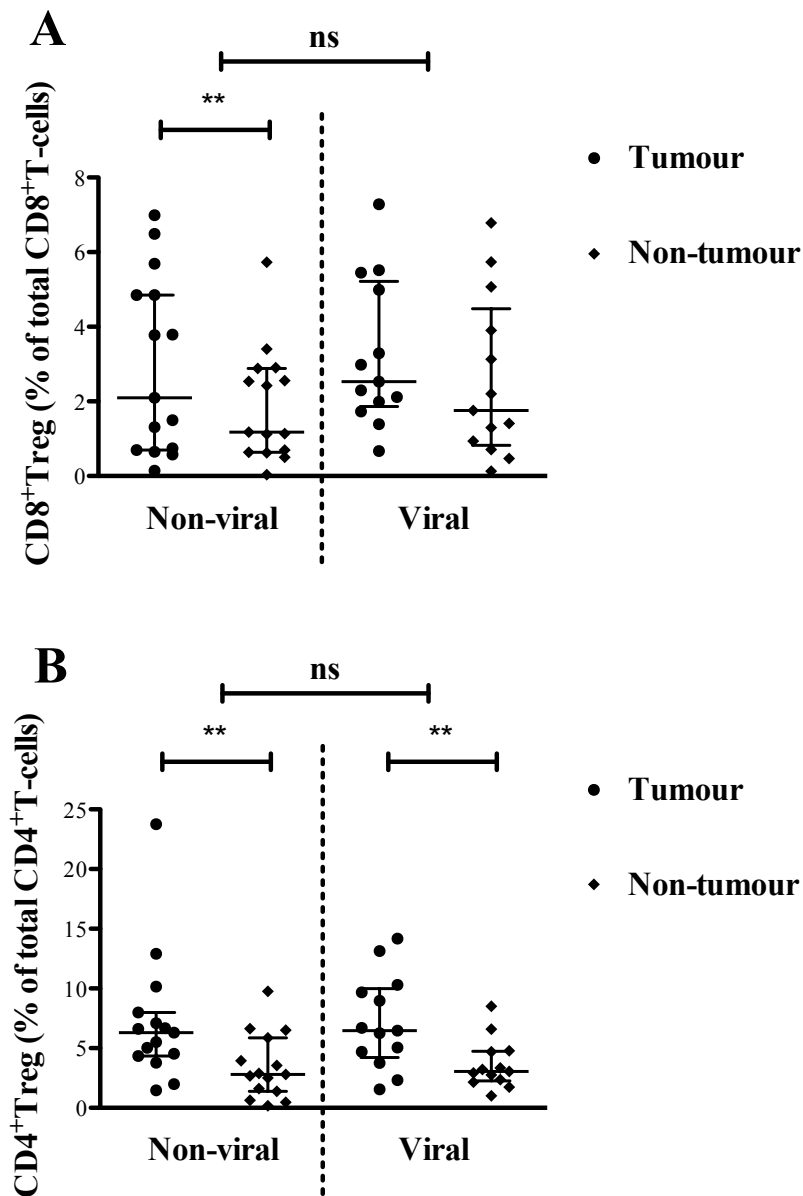 A
ns
**
CD8⁺Treg (% of total CD8⁺T-cells)
8
6
4
2
0
Non-viral
Viral
Tumour
Non-tumour
B
ns
**
**
CD4⁺Treg (% of total CD4⁺T-cells)
25
20
15
10
5
0
Non-viral
Viral
Tumour
Non-tumour